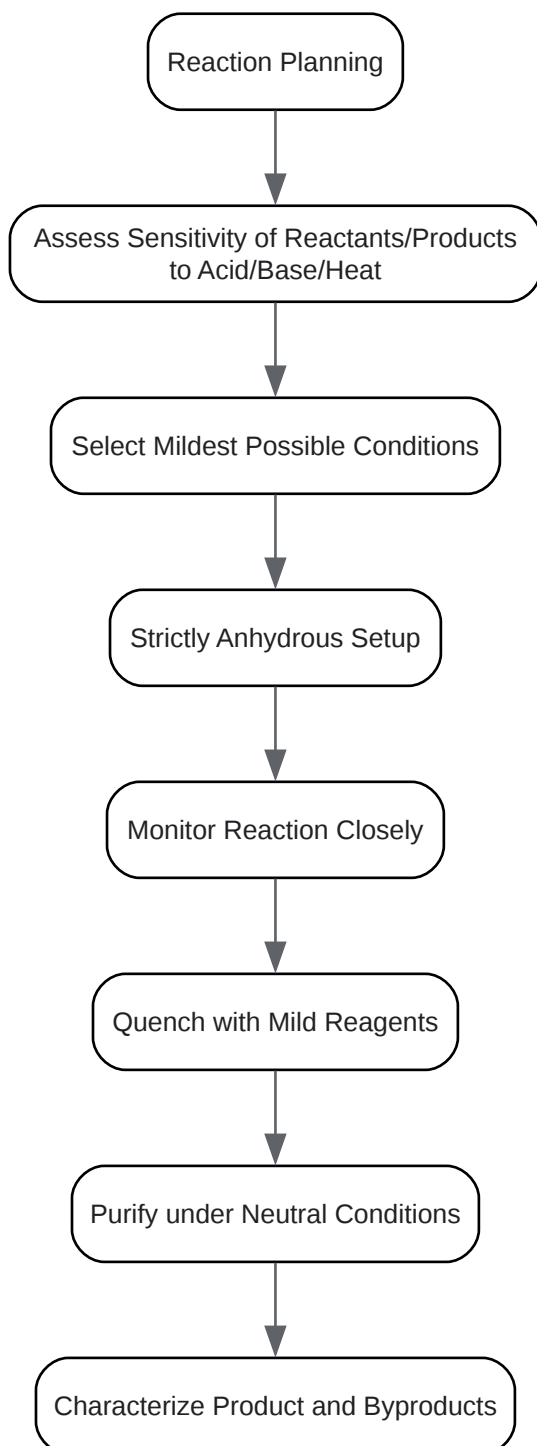 Reaction Planning
Assess Sensitivity of Reactants/Products
to Acid/Base/Heat
Select Mildest Possible Conditions
Strictly Anhydrous Setup
Monitor Reaction Closely
Quench with Mild Reagents
Purify under Neutral Conditions
Characterize Product and Byproducts